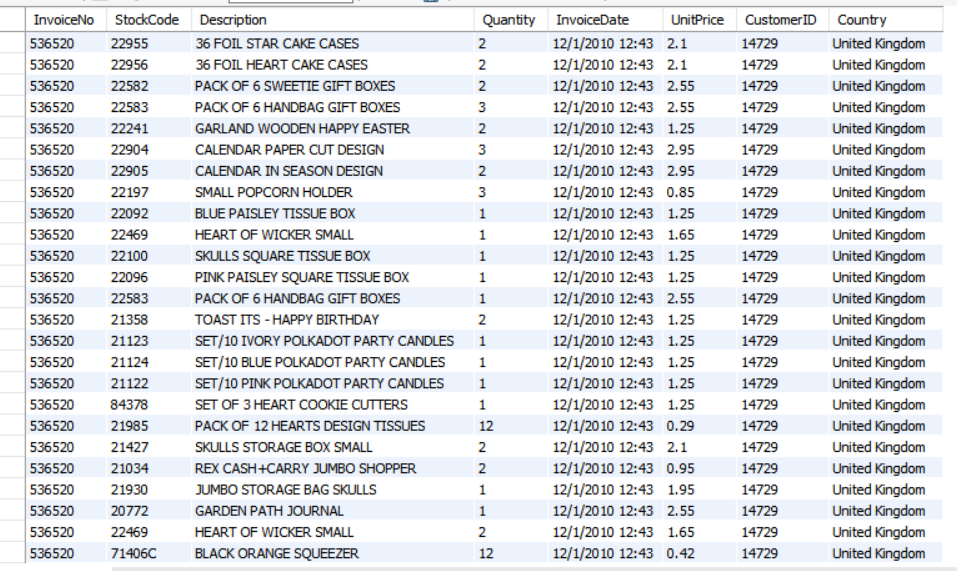 InvoiceNo StockCode Description Quantity InvoiceDate UnitPrice CustomerID Country
536520 22955 36 FOIL STAR CAKE CASES 2 12/1/2010 12:43 2.1 14729 United Kingdom
536520 22956 36 FOIL HEART CAKE CASES 2 12/1/2010 12:43 2.1 14729 United Kingdom
536520 22582 PACK OF 6 SWEETIE GIFT BOXES 2 12/1/2010 12:43 2.55 14729 United Kingdom
536520 22583 PACK OF 6 HANDBAG GIFT BOXES 3 12/1/2010 12:43 2.55 14729 United Kingdom
536520 22241 GARLAND WOODEN HAPPY EASTER 2 12/1/2010 12:43 1.25 14729 United Kingdom
536520 22904 CALENDAR PAPER CUT DESIGN 3 12/1/2010 12:43 2.95 14729 United Kingdom
536520 22905 CALENDAR IN SEASON DESIGN 2 12/1/2010 12:43 2.95 14729 United Kingdom
536520 22197 SMALL POPCORN HOLDER 3 12/1/2010 12:43 0.85 14729 United Kingdom
536520 22092 BLUE PAISLEY TISSUE BOX 1 12/1/2010 12:43 1.25 14729 United Kingdom
536520 22469 HEART OF WICKER SMALL 1 12/1/2010 12:43 1.65 14729 United Kingdom
536520 22100 SKULLS SQUARE TISSUE BOX 1 12/1/2010 12:43 1.25 14729 United Kingdom
536520 22096 PINK PAISLEY SQUARE TISSUE BOX 1 12/1/2010 12:43 1.25 14729 United Kingdom
536520 22583 PACK OF 6 HANDBAG GIFT BOXES 1 12/1/2010 12:43 2.55 14729 United Kingdom
536520 21358 TOAST ITS - HAPPY BIRTHDAY 2 12/1/2010 12:43 1.25 14729 United Kingdom
536520 21123 SET/10 IVORY POLKADOT PARTY CANDLES 1 12/1/2010 12:43 1.25 14729 United Kingdom
536520 21124 SET/10 BLUE POLKADOT PARTY CANDLES 1 12/1/2010 12:43 1.25 14729 United Kingdom
536520 21122 SET/10 PINK POLKADOT PARTY CANDLES 1 12/1/2010 12:43 1.25 14729 United Kingdom
536520 84378 SET OF 3 HEART COOKIE CUTTERS 1 12/1/2010 12:43 1.25 14729 United Kingdom
536520 21985 PACK OF 12 HEARTS DESIGN TISSUES 12 12/1/2010 12:43 0.29 14729 United Kingdom
536520 21427 SKULLS STORAGE BOX SMALL 2 12/1/2010 12:43 2.1 14729 United Kingdom
536520 21034 REX CASH+CARRY JUMBO SHOPPER 2 12/1/2010 12:43 0.95 14729 United Kingdom
536520 21930 JUMBO STORAGE BAG SKULLS 1 12/1/2010 12:43 1.95 14729 United Kingdom
536520 20772 GARDEN PATH JOURNAL 1 12/1/2010 12:43 2.55 14729 United Kingdom
536520 22469 HEART OF WICKER SMALL 2 12/1/2010 12:43 1.65 14729 United Kingdom
536520 71406C BLACK ORANGE SQUEEZER 12 12/1/2010 12:43 0.42 14729 United Kingdom